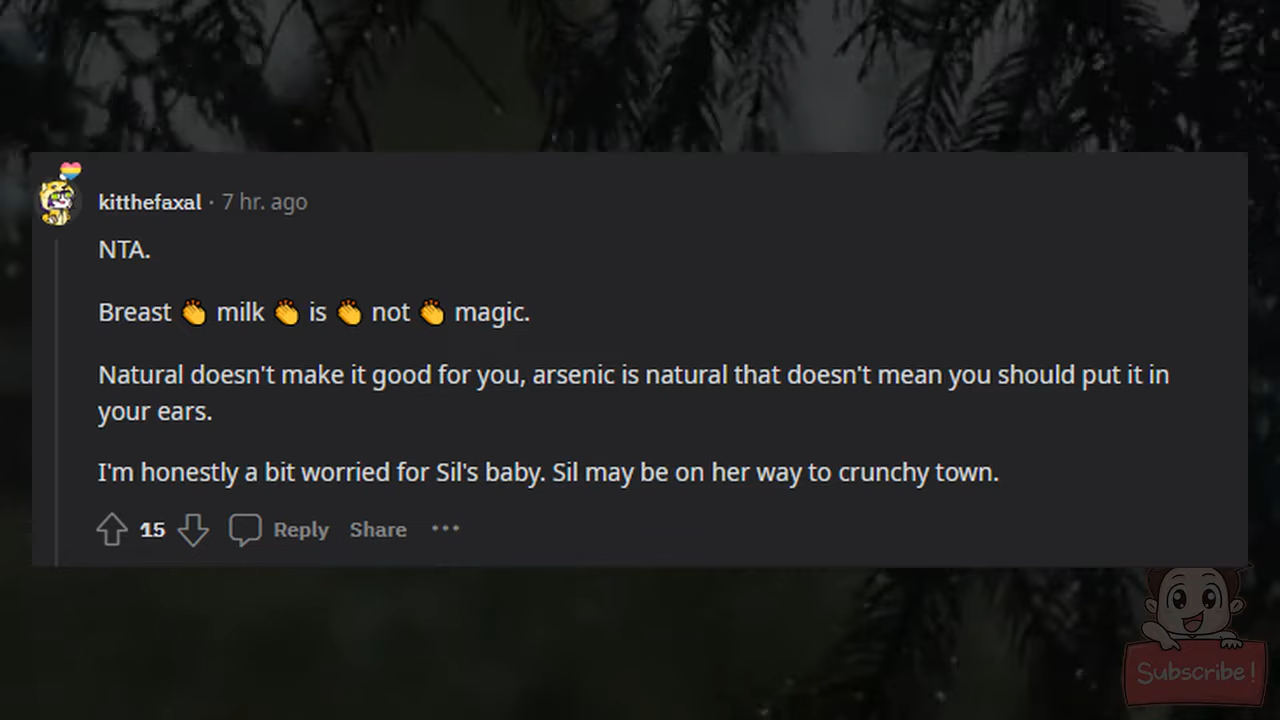 kitthefaxal · 7 hr. ago
NTA.
Breast 👏 milk 👏 is 👏 not 👏 magic.
Natural doesn't make it good for you, arsenic is natural that doesn't mean you should put it in
your ears.
I'm honestly a bit worried for Sil's baby. Sil may be on her way to crunchy town.
15 Reply Share ···
Subscribe!